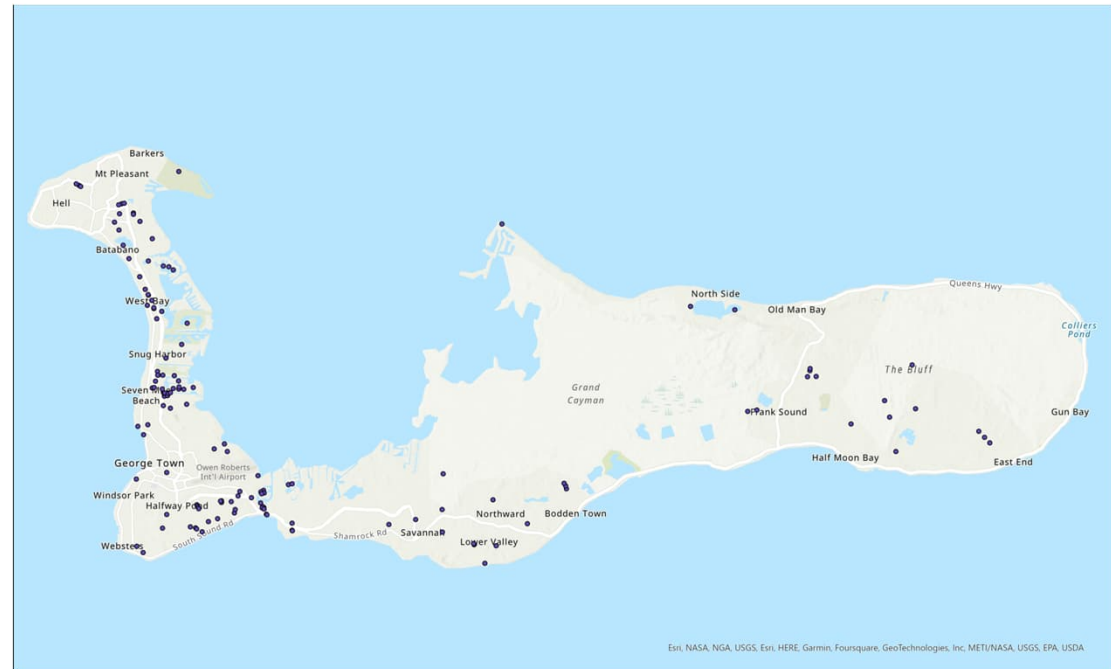 Barkers
Mt Pleasant
Hell
Batabano
West Bay
Snug Harbor
Seven Mile
Beach
George Town
Owen Roberts
Int'l Airport
Windsor Park
Halfway Pond
Websters
South Sound Rd
Shamrock Rd
Savannah
Lower Valley
Northward
Bodden Town
Grand
Cayman
North Side
Old Man Bay
Queens Hwy
Colliers
Pond
The Bluff
Frank Sound
Gun Bay
Half Moon Bay
East End
Esri, NASA, NGA, USGS, Esri, HERE, Garmin, Foursquare, GeoTechnologies, Inc, METI/NASA, USGS, EPA, USDA